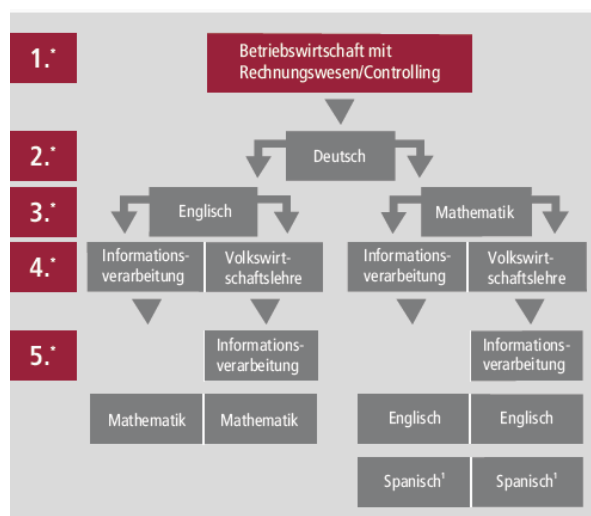 1.*
Betriebswirtschaft mit
Rechnungswesen/Controlling
2.*
Deutsch
3.*
Englisch
Mathematik
4.*
Informations-
verarbeitung
Volkswirt-
schaftslehre
Informations-
verarbeitung
Volkswirt-
schaftslehre
5.*
Informations-
verarbeitung
Informations-
verarbeitung
Mathematik
Mathematik
Englisch
Englisch
Spanisch¹
Spanisch¹